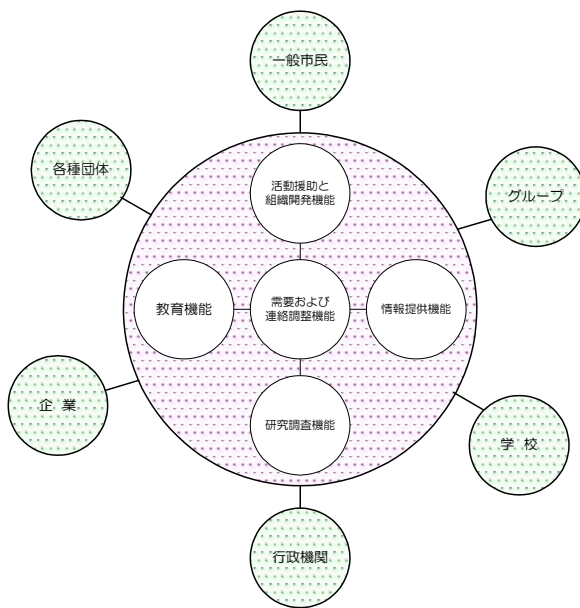 一般市民
各種団体
グループ
活動援助と
組織開発機能
教育機能
需要および
連絡調整機能
情報提供機能
研究調査機能
企 業
学 校
行政機関